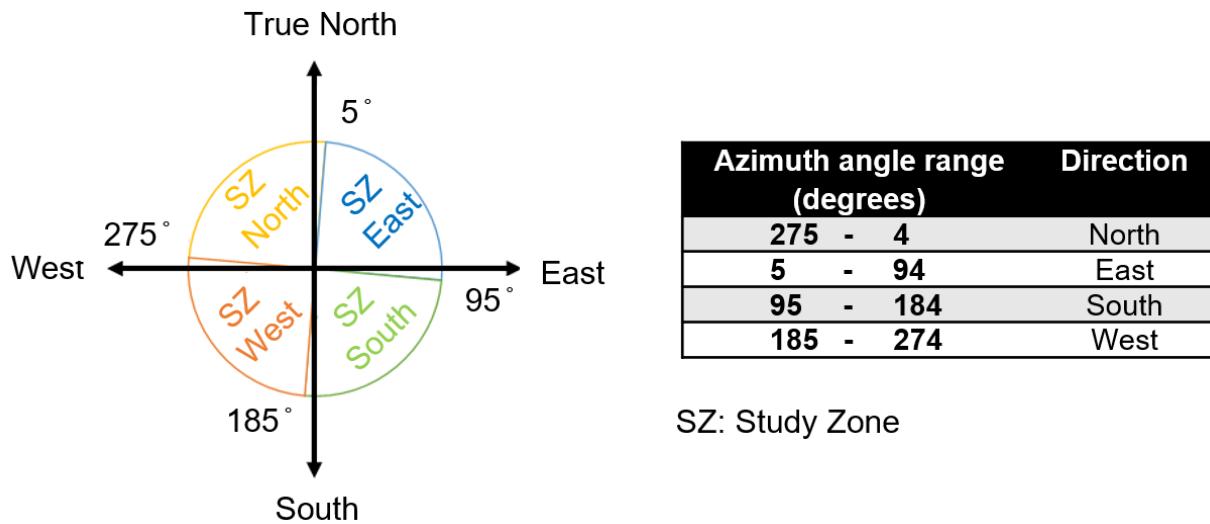 True North
5°
SZ
North
SZ
East
275°
West
East
95°
SZ
West
SZ
South
185°
South
Azimuth angle range Direction
(degrees)
275 - 4 North
5 - 94 East
95 - 184 South
185 - 274 West
SZ: Study Zone